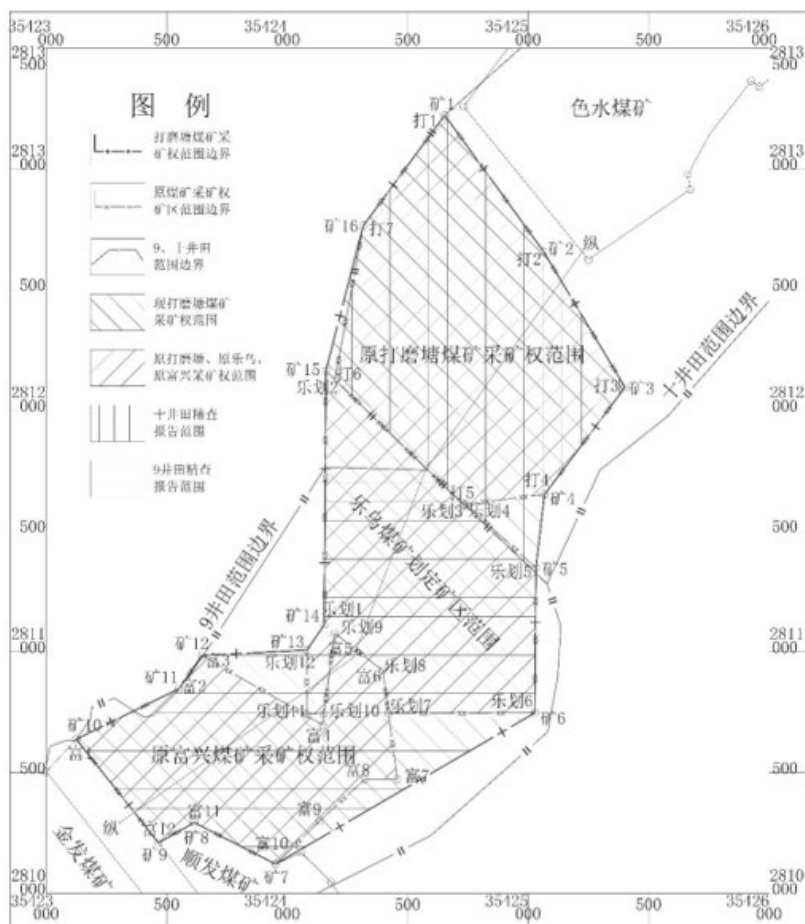 35423 000
500
35424 000
500
35425 000
500
35426 000
2813 500
2813 500
图 例
打磨塘煤矿采
矿权范围边界
原煤矿采矿权
矿区范围边界
9、十井田
范围边界
现打磨塘煤矿
采矿权范围
原打磨塘、原乐乌、
原富兴采矿权范围
十井田精查
报告范围
9井田精查
报告范围
矿1
打1
色水煤矿
2813 000
2813 000
矿16
打7
打2
矿2
纵
500
500
原打磨塘煤矿采矿权范围
十井田范围边界
矿15
打6
乐划2
打3
矿3
2812 000
2812 000
打4
矿4
打5
乐划3
乐划4
500
500
乐乌煤矿划定矿区范围
乐划5
矿5
9井田范围边界
矿14
乐划1
乐划9
2811 000
2811 000
矿12
富3
矿13
乐划12
富5
乐划8
富6
矿11
富2
乐划11
乐划10
乐划7
乐划6
矿6
矿10
富
富1
原富兴煤矿采矿权范围
500
500
富8
富7
富9
纵
富11
富12
矿8
矿9
富10
矿7
金发煤矿
顺发煤矿
2810 000
2810 000
35423 000
500
35424 000
500
35425 000
500
35426 000